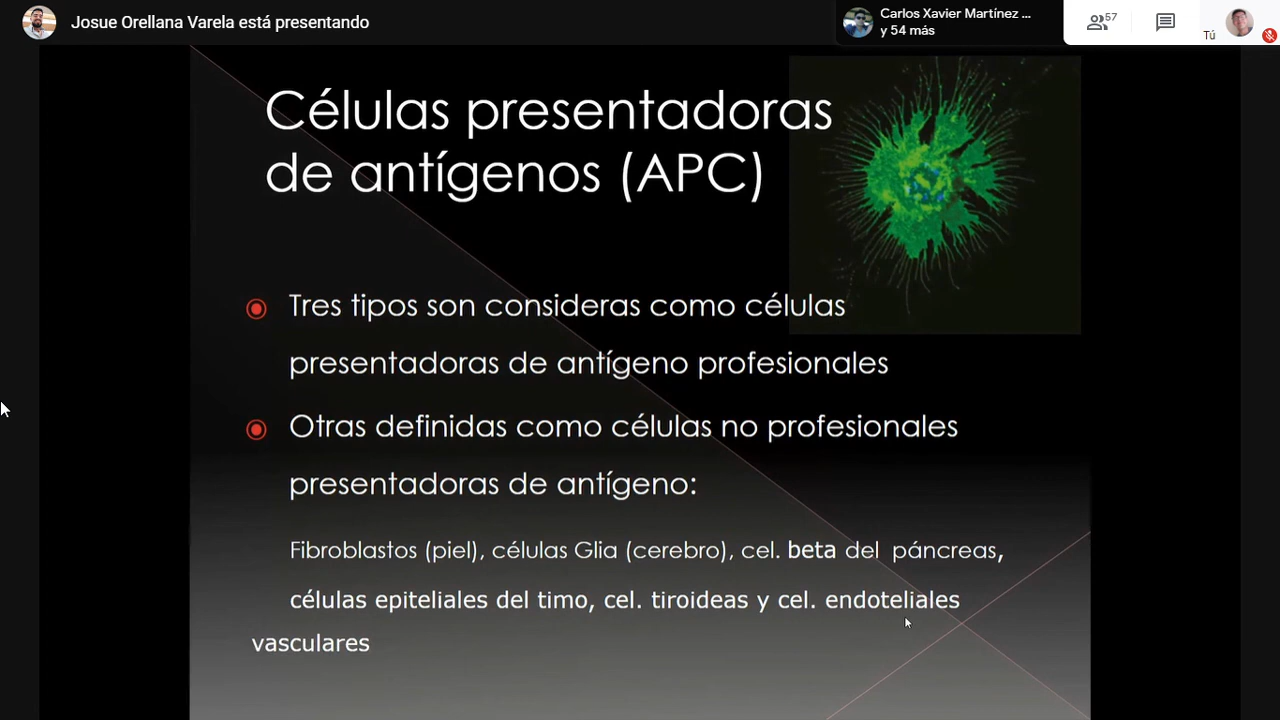 Josue Orellana Varela está presentando
Carlos Xavier Martínez ...
y 54 más
57
Tú
Células presentadoras
de antígenos (APC)
Tres tipos son consideras como células
presentadoras de antígeno profesionales
Otras definidas como células no profesionales
presentadoras de antígeno:
Fibroblastos (piel), células Glia (cerebro), cel. beta del páncreas,
células epiteliales del timo, cel. tiroideas y cel. endoteliales
vasculares